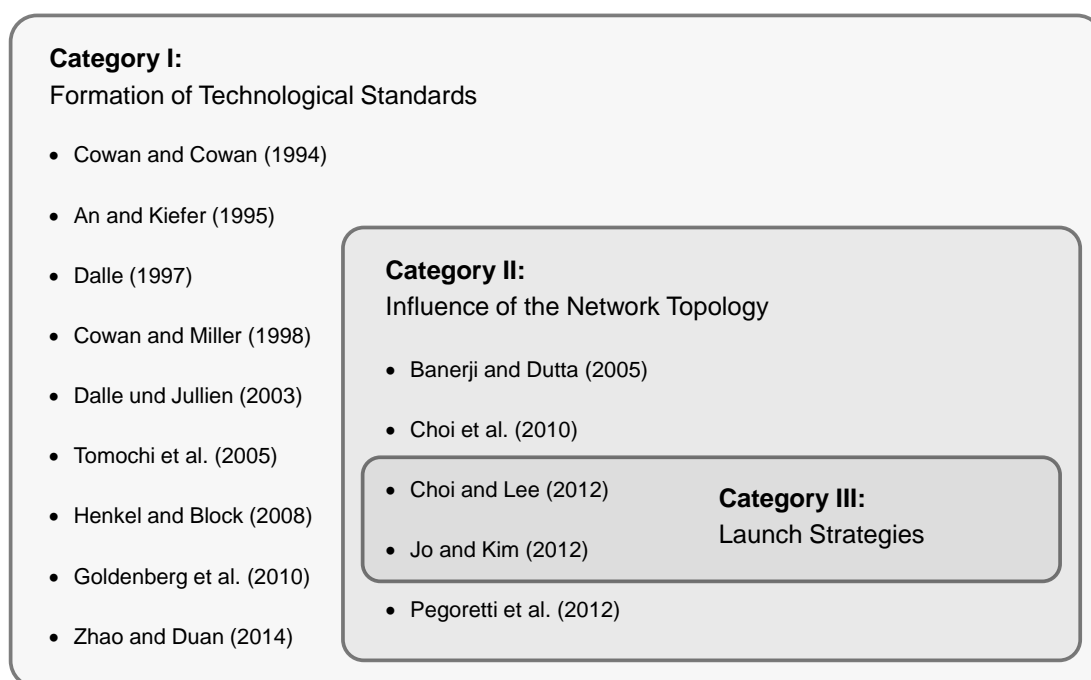 Category I:
Formation of Technological Standards
• Cowan and Cowan (1994)
• An and Kiefer (1995)
• Dalle (1997)
• Cowan and Miller (1998)
• Dalle und Jullien (2003)
• Tomochi et al. (2005)
• Henkel and Block (2008)
• Goldenberg et al. (2010)
• Zhao and Duan (2014)
Category II:
Influence of the Network Topology
• Banerji and Dutta (2005)
• Choi et al. (2010)
• Choi and Lee (2012)
• Jo and Kim (2012)
• Pegoretti et al. (2012)
Category III:
Launch Strategies